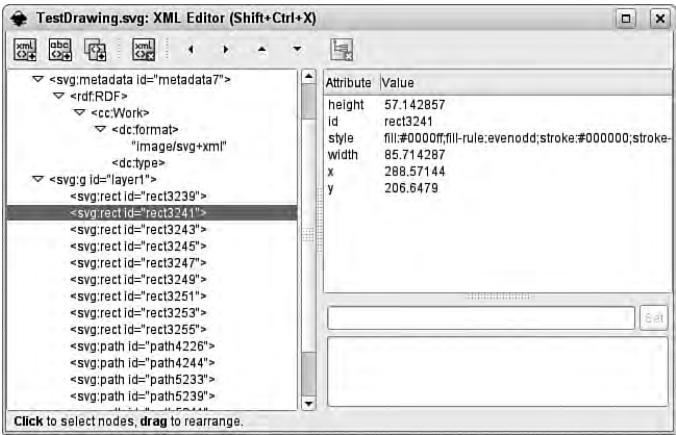 TestDrawing.svg: XML Editor (Shift+Ctrl+X)
<svg:metadata id="metadata7">
<rdf:RDF>
<cc:Work>
<dc:format>
"image/svg+xml"
<dc:type>
<svg:g id="layer1">
<svg:rect id="rect3239">
<svg:rect id="rect3241">
<svg:rect id="rect3243">
<svg:rect id="rect3245">
<svg:rect id="rect3247">
<svg:rect id="rect3249">
<svg:rect id="rect3251">
<svg:rect id="rect3253">
<svg:rect id="rect3255">
<svg:path id="path4226">
<svg:path id="path4244">
<svg:path id="path5233">
<svg:path id="path5239">
Attribute Value
height 57.142857
id rect3241
style fill:#0000ff;fill-rule:evenodd;stroke:#000000;stroke-
width 85.714287
x 288.57144
y 206.6479
Set
Click to select nodes, drag to rearrange.